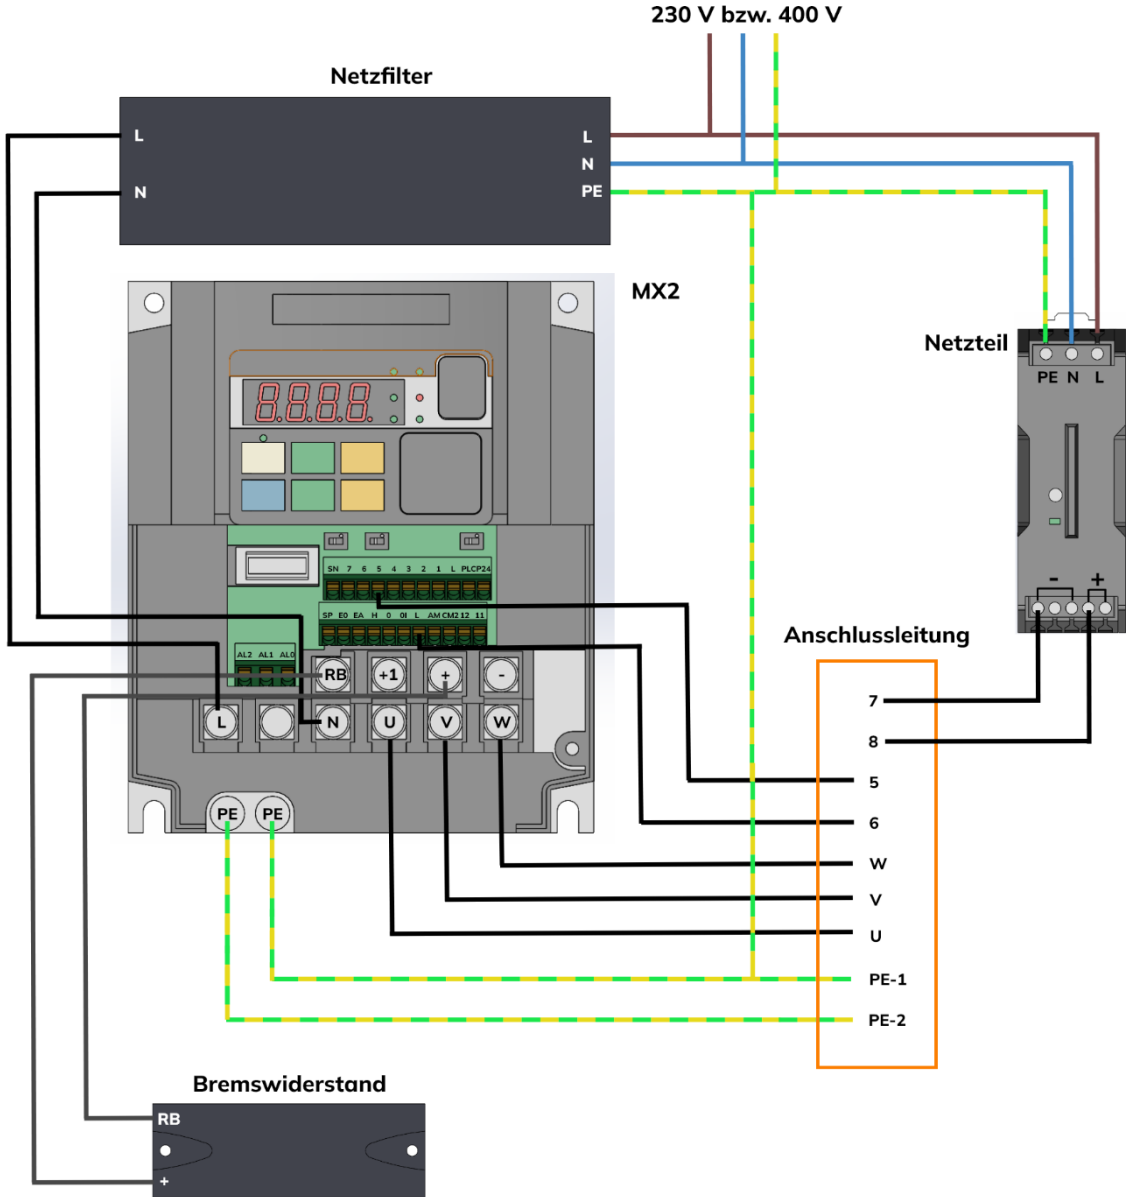 230 V bzw. 400 V
Netzfilter
L
N
L
N
PE
MX2
Netzteil
PE N L
8888.
- +
SN 7 6 5 4 3 2 1 L PLCP24
SP EO EA H O OI L AM CM2 12 11
AL2 AL1 AL0
RB +1 + -
L N U V W
PE PE
Anschlussleitung
7
8
5
6
W
V
U
PE-1
PE-2
Bremswiderstand
RB
+